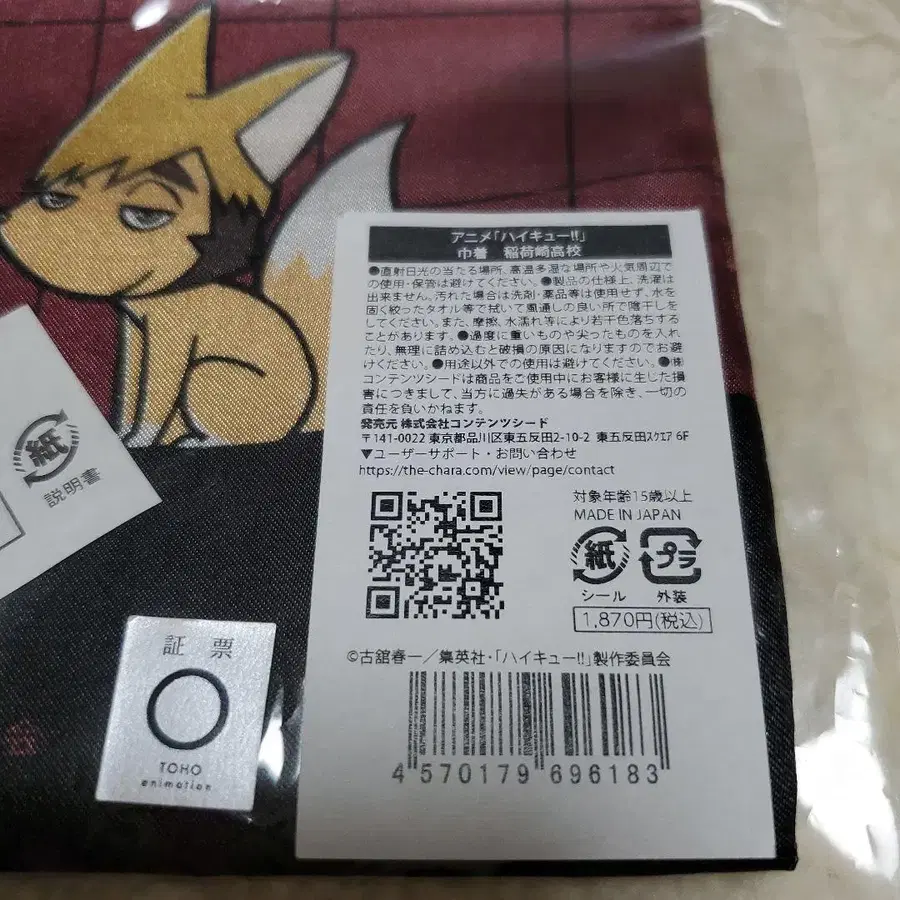 アニメ「ハイキュー!!」
巾着　稲荷崎高校
●直射日光の当たる場所、高温多湿な場所や火気周辺で
の使用・保管は避けてください。●製品の仕様上、洗濯は
出来ません。汚れた場合は洗剤・薬品等は使用せず、水を
固く絞ったタオル等で拭いて風通しの良い所で陰干しを
してください。また、摩擦、水濡れ等により若干色落ちする
ことがあります。●過度に重いものや尖ったものを入れ
たり、無理に詰め込むと破損の原因になりますのでお避
けください。●用途以外での使用は避けてください。●㈱
コンテンツシードは商品をご使用中にお客様に生じた損
害につきまして、当方に過失がある場合を除き、一切の
責任を負いかねます。
発売元 株式会社コンテンツシード
〒141-0022 東京都品川区東五反田2-10-2 東五反田ｽｸｴｱ 6F
▼ユーザーサポート・お問い合わせ
https://the-chara.com/view/page/contact
対象年齢15歳以上
MADE IN JAPAN
紙
シール
プラ
外装
1,870円(税込)
©古舘春一／集英社・「ハイキュー!!」製作委員会
4 570179 696183
紙
説明書
証票
TOHO
animation